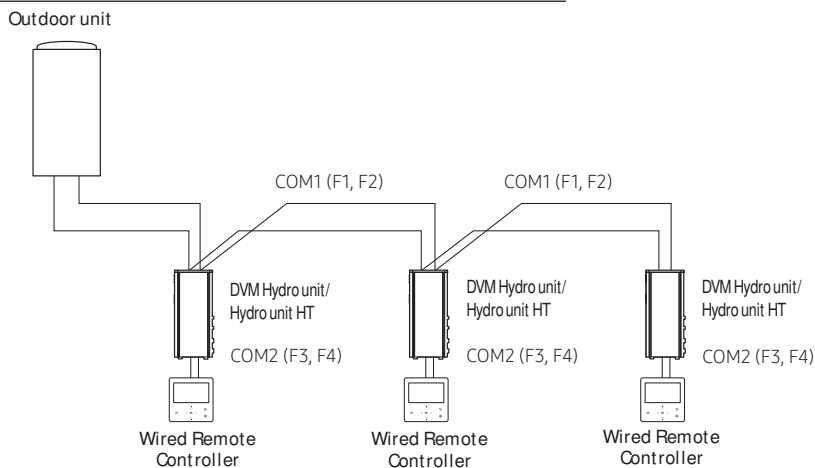 Outdoor unit
COM1 (F1, F2)
COM1 (F1, F2)
DVM Hydro unit/
Hydro unit HT
COM2 (F3, F4)
DVM Hydro unit/
Hydro unit HT
COM2 (F3, F4)
DVM Hydro unit/
Hydro unit HT
COM2 (F3, F4)
Wired Remote
Controller
Wired Remote
Controller
Wired Remote
Controller